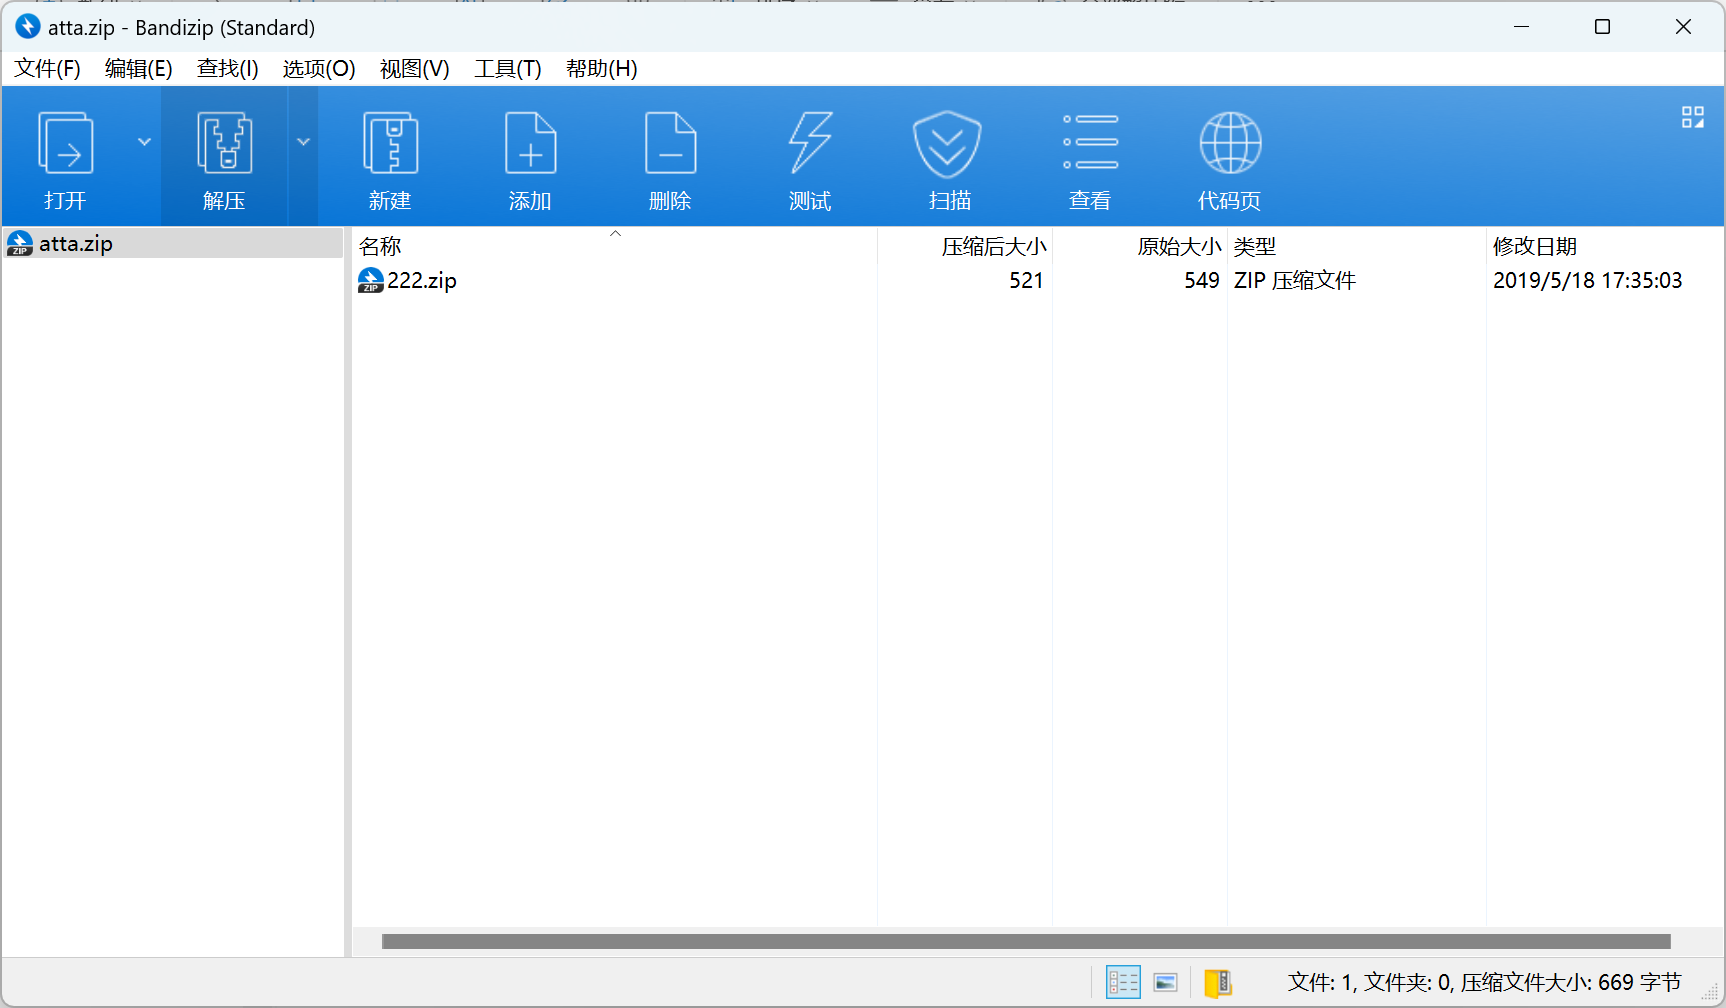 atta.zip - Bandizip (Standard)
文件(F) 编辑(E) 查找(I) 选项(O) 视图(V) 工具(T) 帮助(H)
打开 解压 新建 添加 删除 测试 扫描 查看 代码页
atta.zip
名称 压缩后大小 原始大小 类型 修改日期
222.zip 521 549 ZIP 压缩文件 2019/5/18 17:35:03
文件: 1, 文件夹: 0, 压缩文件大小: 669 字节